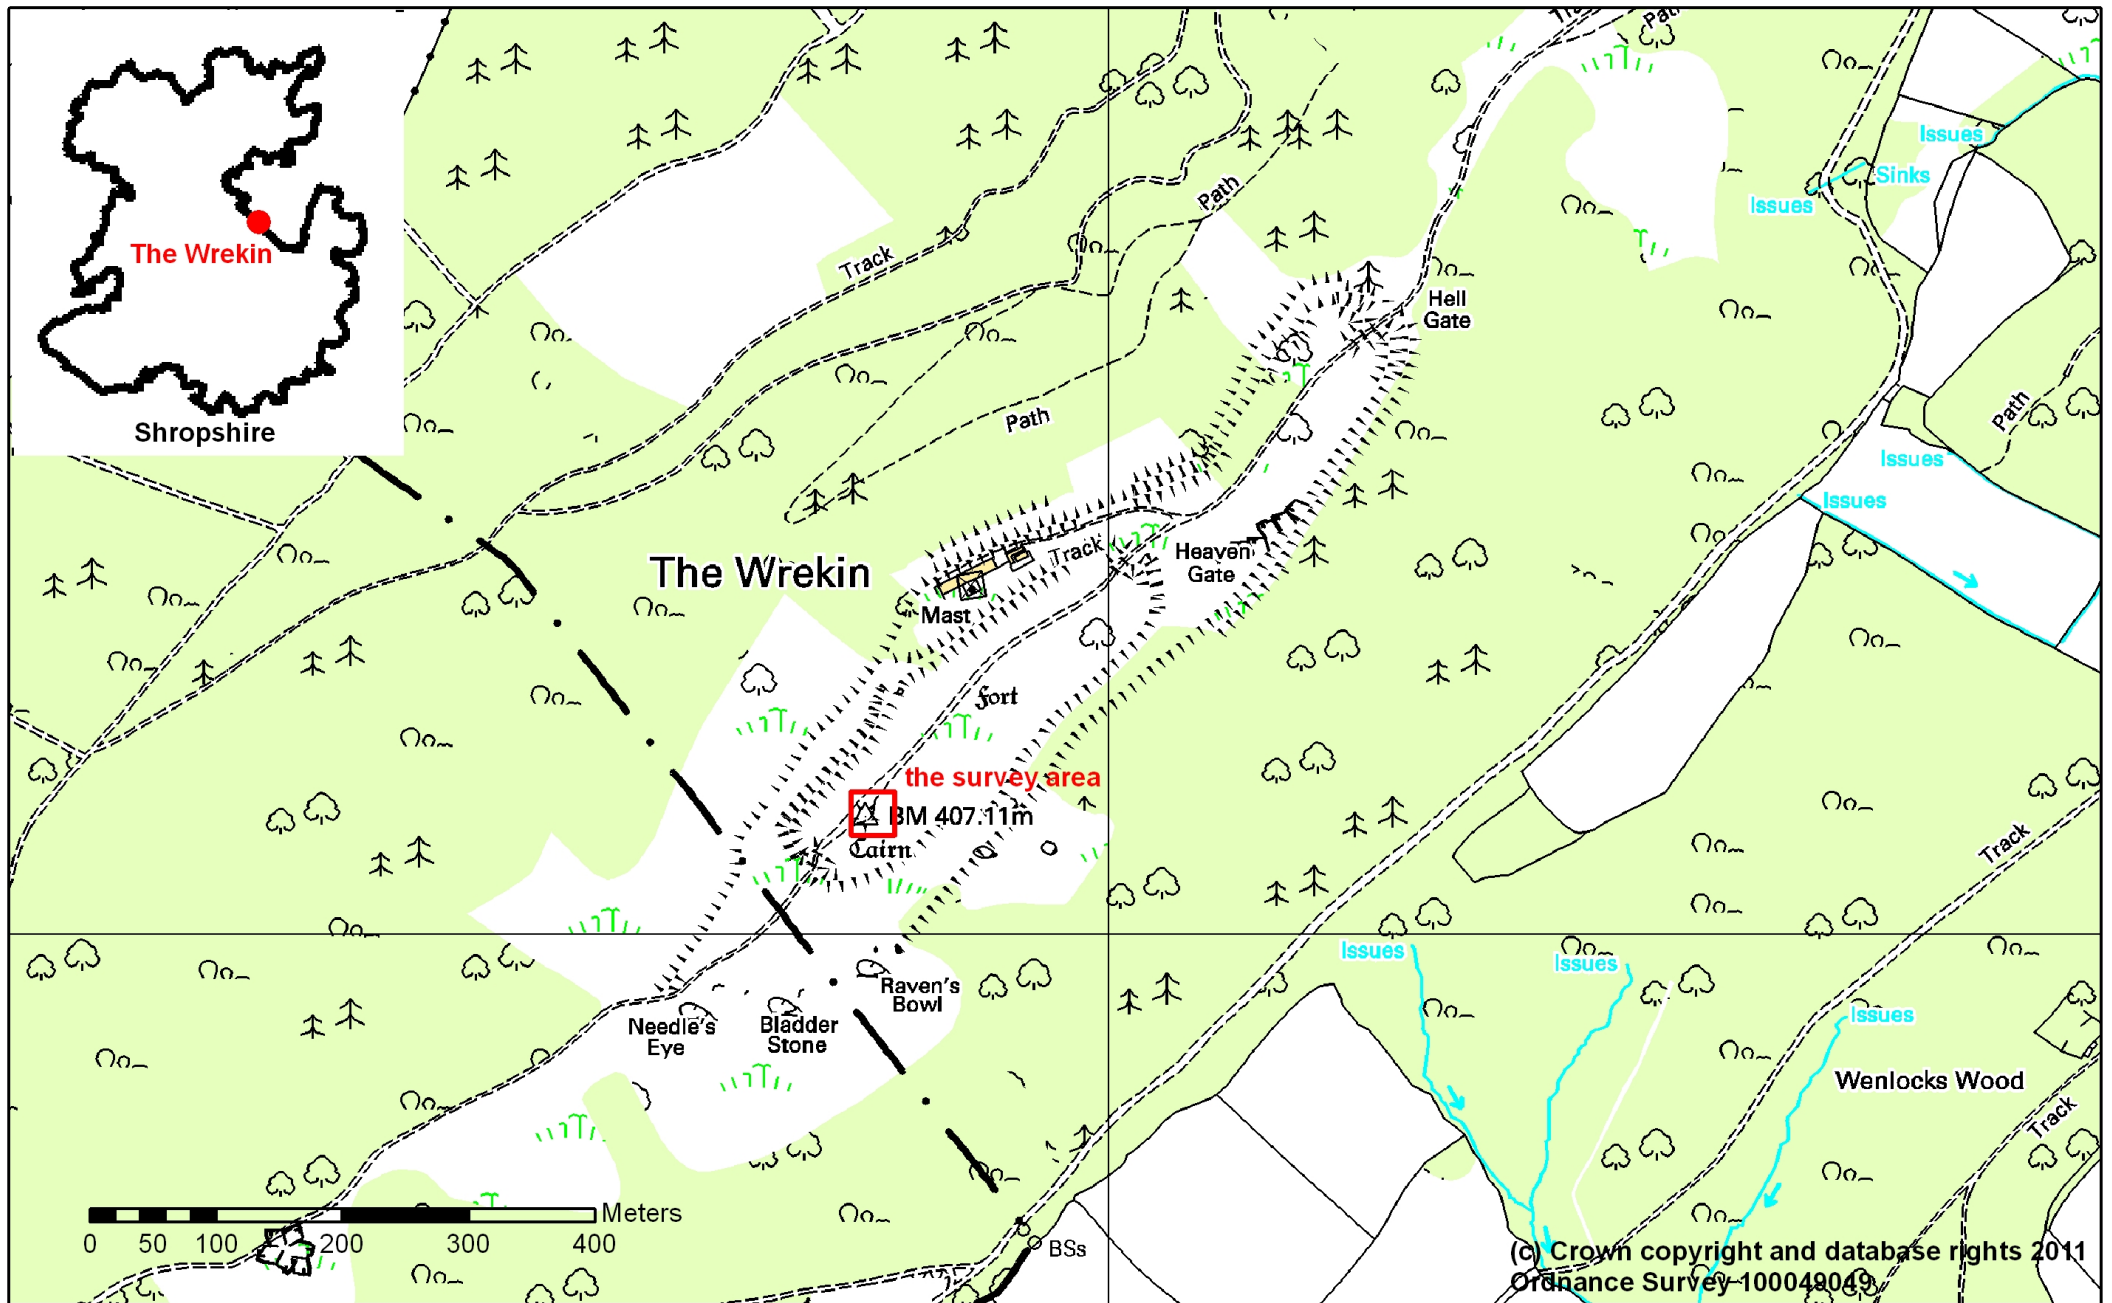 Track
Path
The Wrekin
Shropshire
Issues
Sinks
Issues
Path
Track
Hell
Gate
Path
Path
Issues
Issues
The Wrekin
Track
Heaven
Gate
Mast
Fort
the survey area
BM 407.11m
Cairn
Track
Issues
Issues
Raven's
Bowl
Needle's
Eye
Bladder
Stone
Issues
Wenlocks Wood
Track
Meters
0 50 100 200 300 400
BSs
(c) Crown copyright and database rights 2011
Ordnance Survey 100049049